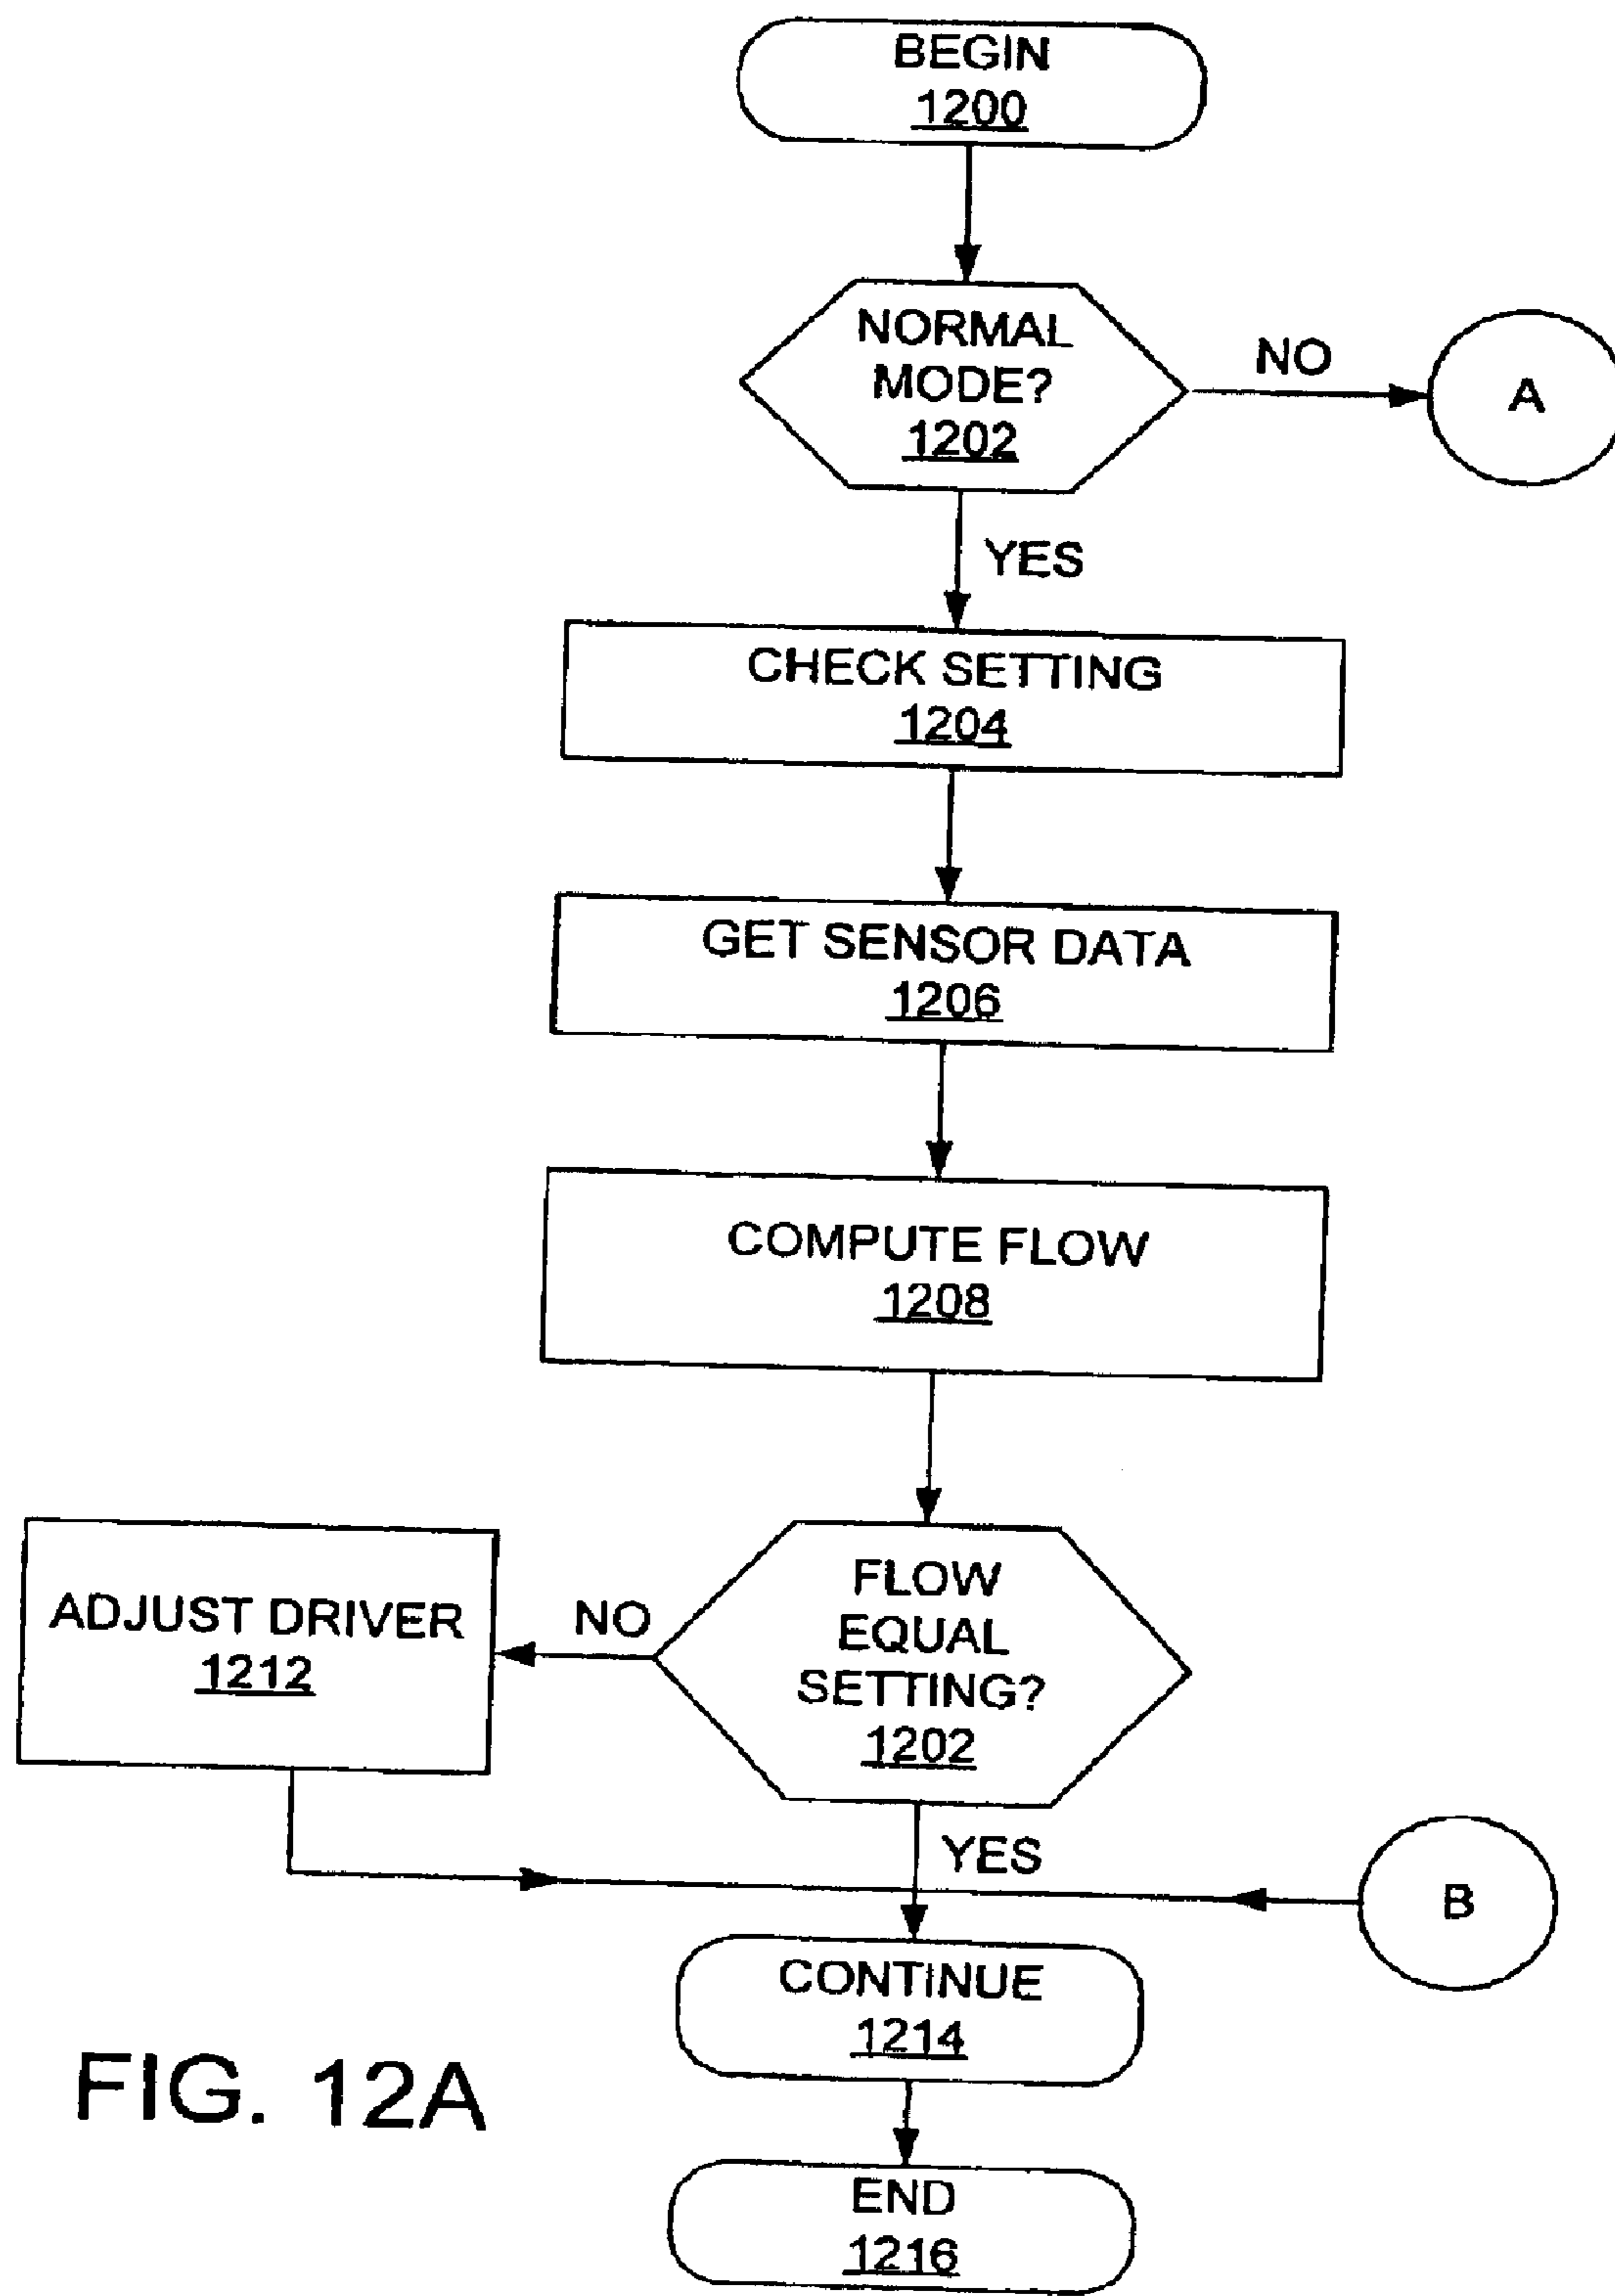 BEGIN
1200
NORMAL
MODE?
1202
NO
A
YES
CHECK SETTING
1204
GET SENSOR DATA
1206
COMPUTE FLOW
1208
FLOW
EQUAL
SETTING?
1202
NO
ADJUST DRIVER
1212
YES
B
CONTINUE
1214
END
1216
FIG. 12A